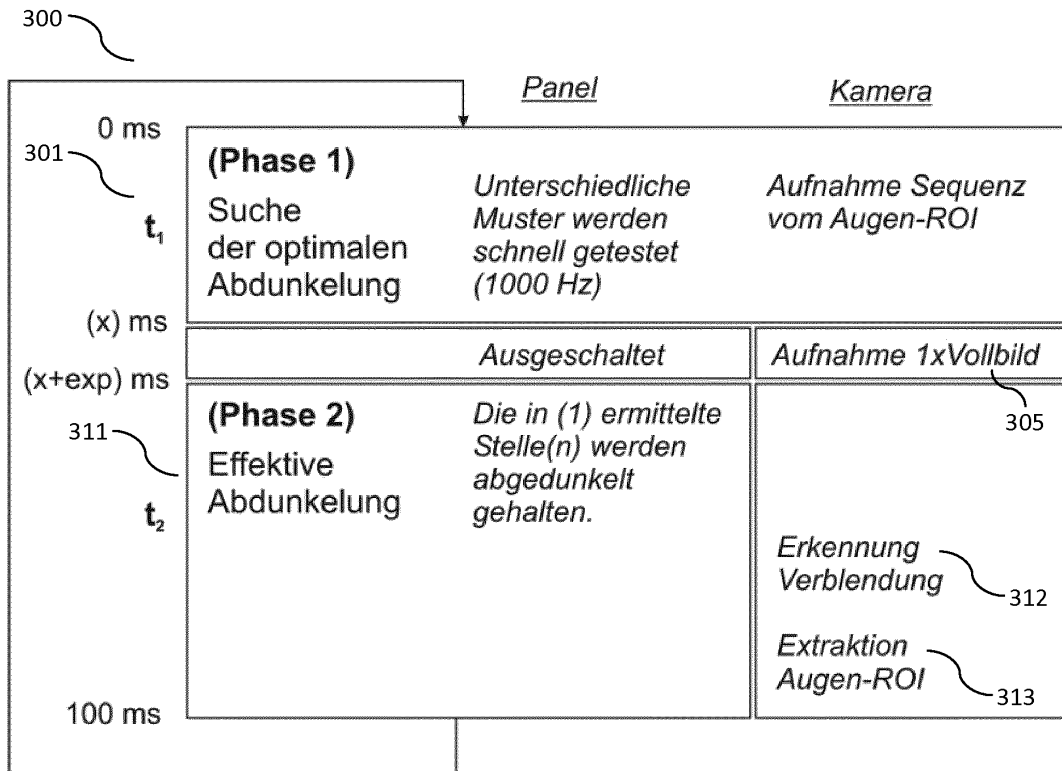 300
Panel
Kamera
0 ms
301
t1
(Phase 1)
Suche
der optimalen
Abdunkelung
Unterschiedliche
Muster werden
schnell getestet
(1000 Hz)
Aufnahme Sequenz
vom Augen-ROI
(x) ms
Ausgeschaltet
Aufnahme 1xVollbild
305
(x+exp) ms
311
t2
(Phase 2)
Effektive
Abdunkelung
Die in (1) ermittelte
Stelle(n) werden
abgedunkelt
gehalten.
Erkennung
Verblendung
312
Extraktion
Augen-ROI
313
100 ms